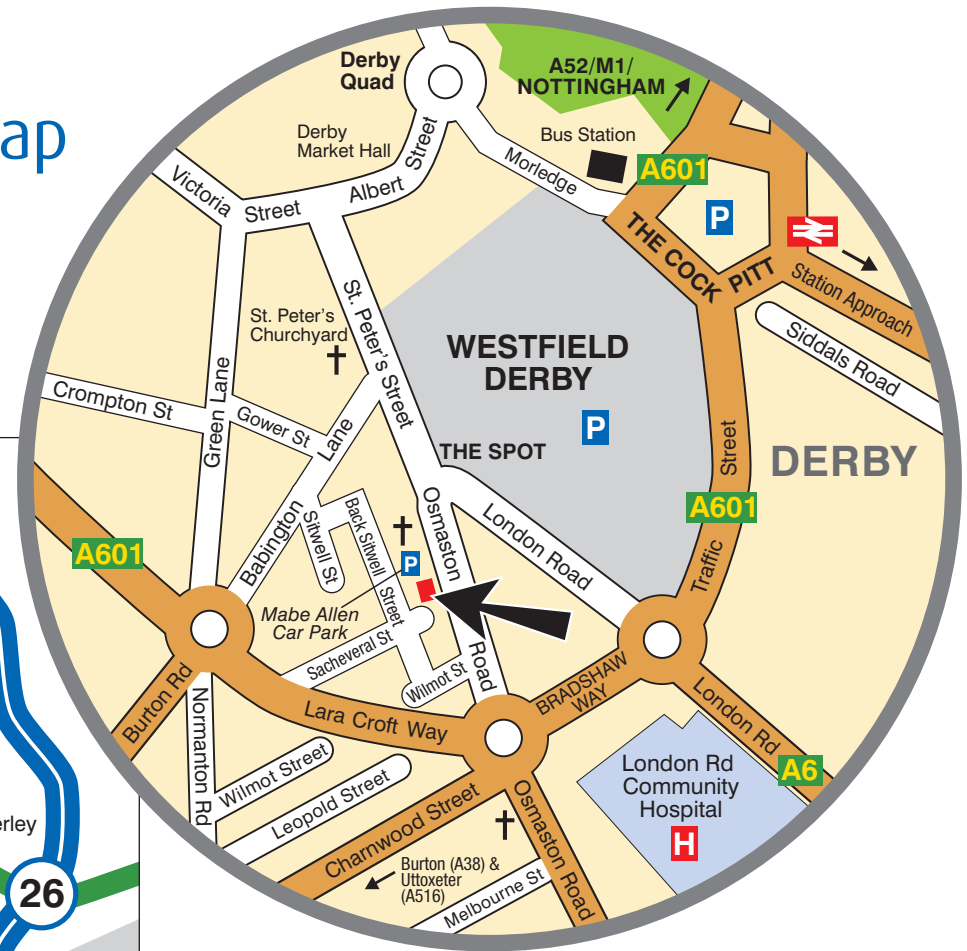 ap
Derby
Quad
A52/M1/
NOTTINGHAM
Derby
Market Hall
Bus Station
Albert Street
Morledge
A601
Victoria Street
P
THE COCK PITT
Station Approach
St. Peter's
Churchyard
St. Peter's Street
WESTFIELD
DERBY
Siddals Road
Crompton St
Green Lane
Gower St
Babington Lane
P
THE SPOT
DERBY
Traffic Street
A601
A601
Sitwell St
Back Sitwell Street
P
Osmaston Road
London Road
Mabe Allen
Car Park
Sacheveral St
Wilmot St
BRADSHAW
WAY
Burton Rd
Normanton Rd
Lara Croft Way
London Rd
A6
Wilmot Street
Leopold Street
London Rd
Community
Hospital
H
Charnwood Street
Osmaston Road
Burton (A38) &
Uttoxeter
(A516)
Melbourne St
erley
26